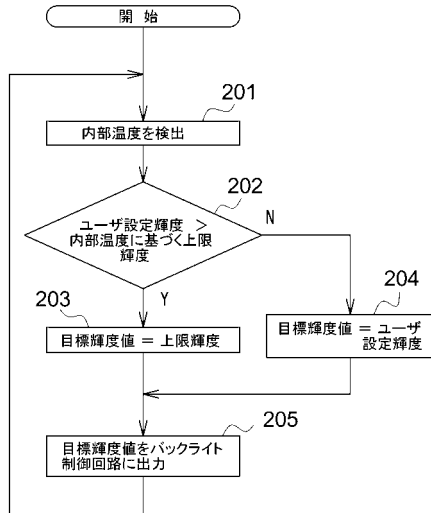 開 始
201
内部温度を検出
202
ユーザ設定輝度 >
内部温度に基づく上限
輝度
N
Y
203
目標輝度値 = 上限輝度
204
目標輝度値 = ユーザ
設定輝度
205
目標輝度値をバックライト
制御回路に出力